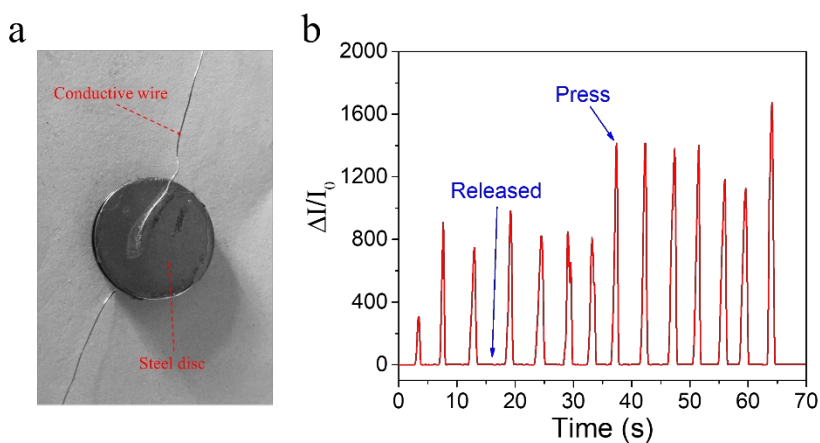 a
Conductive wire
Steel disc
b
ΔI/I₀
2000
1600
1200
800
400
0
Press
Released
0 10 20 30 40 50 60 70
Time (s)